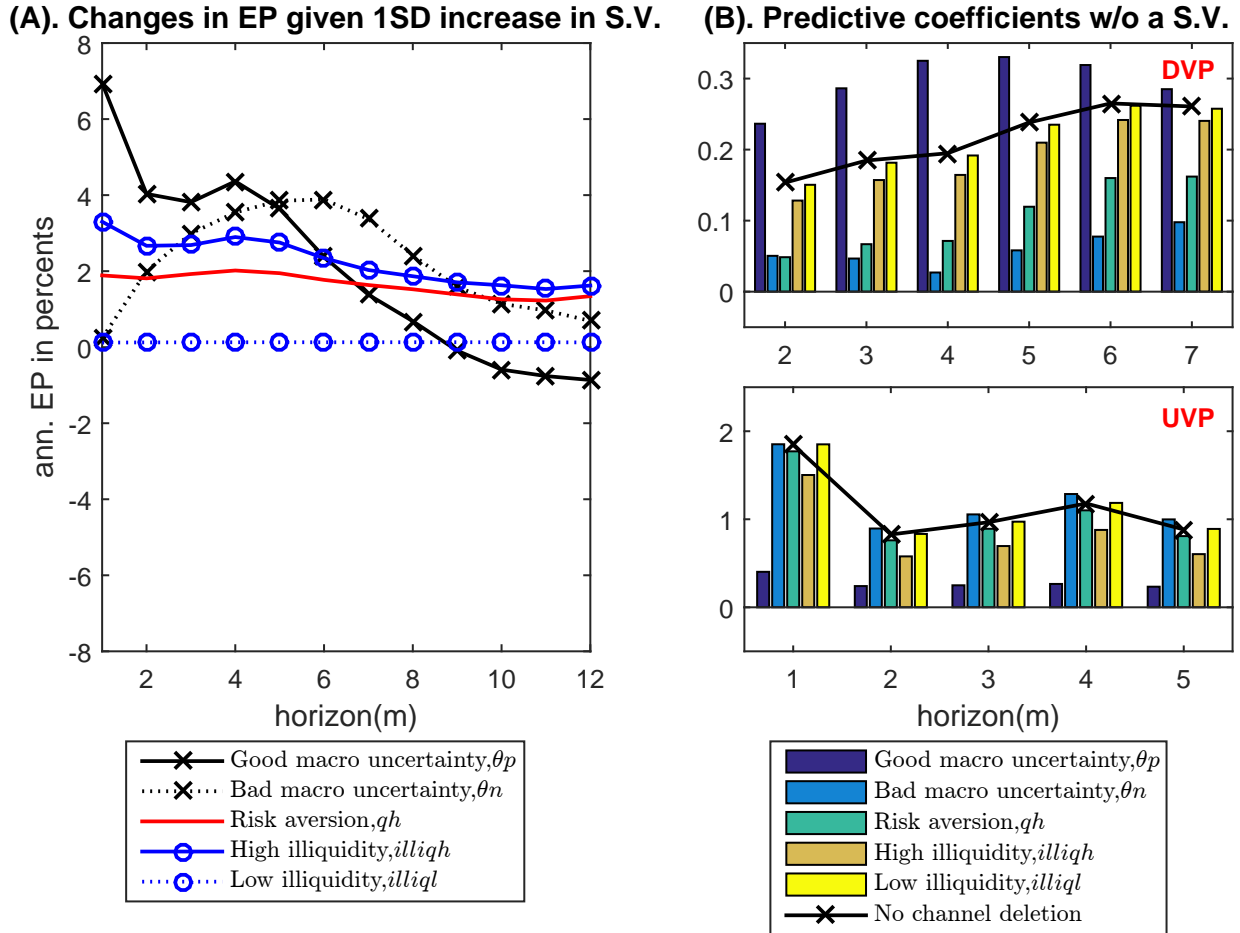 (A). Changes in EP given 1SD increase in S.V.
ann. EP in percents
8
6
4
2
0
-2
-4
-6
-8
2 4 6 8 10 12
horizon(m)
Good macro uncertainty,θp
Bad macro uncertainty,θn
Risk aversion,qh
High illiquidity,illiqh
Low illiquidity,illiql
(B). Predictive coefficients w/o a S.V.
DVP
0.3
0.2
0.1
0
2 3 4 5 6 7
UVP
2
1
0
1 2 3 4 5
horizon(m)
Good macro uncertainty,θp
Bad macro uncertainty,θn
Risk aversion,qh
High illiquidity,illiqh
Low illiquidity,illiql
No channel deletion